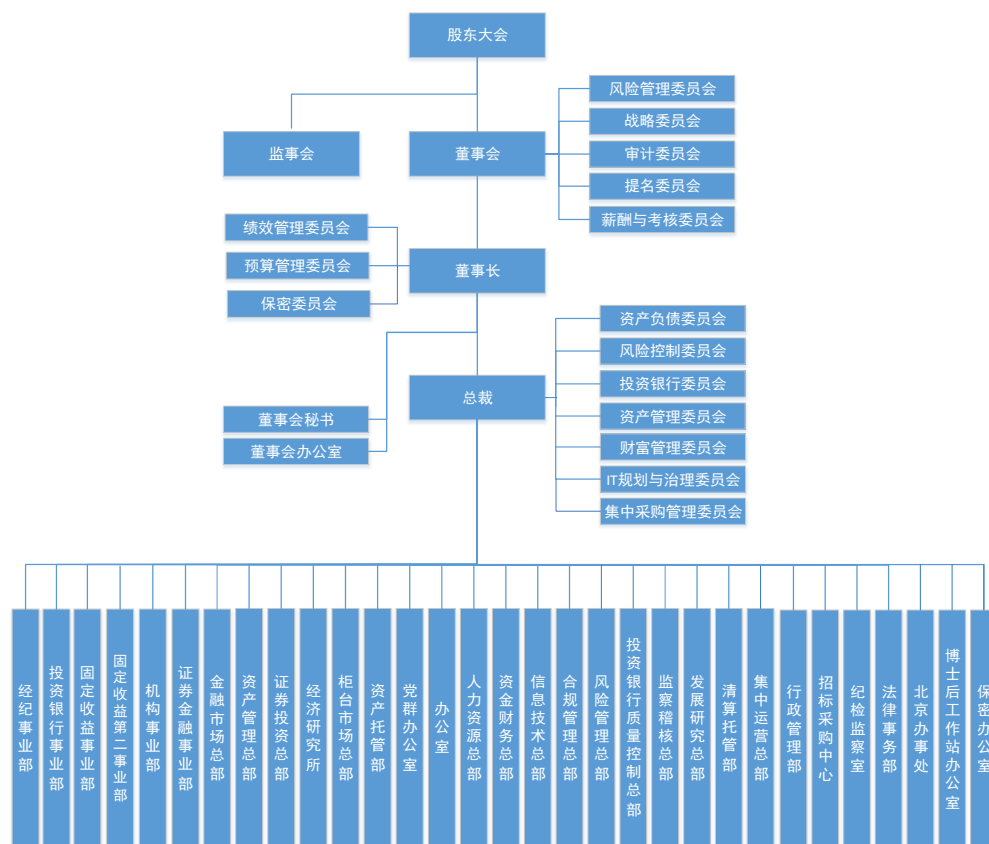 股东大会
风险管理委员会
战略委员会
监事会
董事会
审计委员会
提名委员会
薪酬与考核委员会
绩效管理委员会
预算管理委员会
董事长
保密委员会
资产负债委员会
风险控制委员会
投资银行委员会
总裁
资产管理委员会
董事会秘书
财富管理委员会
董事会办公室
IT规划与治理委员会
集中采购管理委员会
经纪事业部
投资银行事业部
固定收益事业部
固定收益第二事业部
机构事业部
证券金融事业部
金融市场总部
资产管理总部
证券投资总部
经济研究所
柜台市场总部
资产托管部
党群办公室
办公室
人力资源总部
资金财务总部
信息技术总部
合规管理总部
风险管理总部
投资银行质量控制总部
监察稽核总部
发展研究总部
清算托管部
集中运营总部
行政管理部
招标采购中心
纪检监察室
法律事务部
北京办事处
博士后工作站办公室
保密办公室